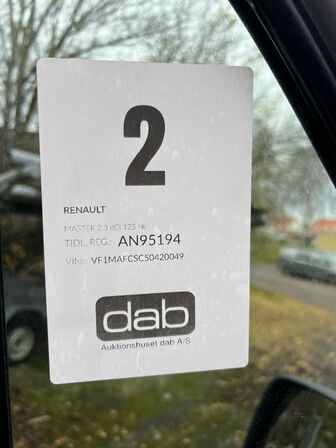 2
RENAULT
MASTER 2.3 dCi 125 hk
TIDL. REG.: AN95194
VIN: VF1MAFCSC50420049
dab
Auktionshuset dab A/S